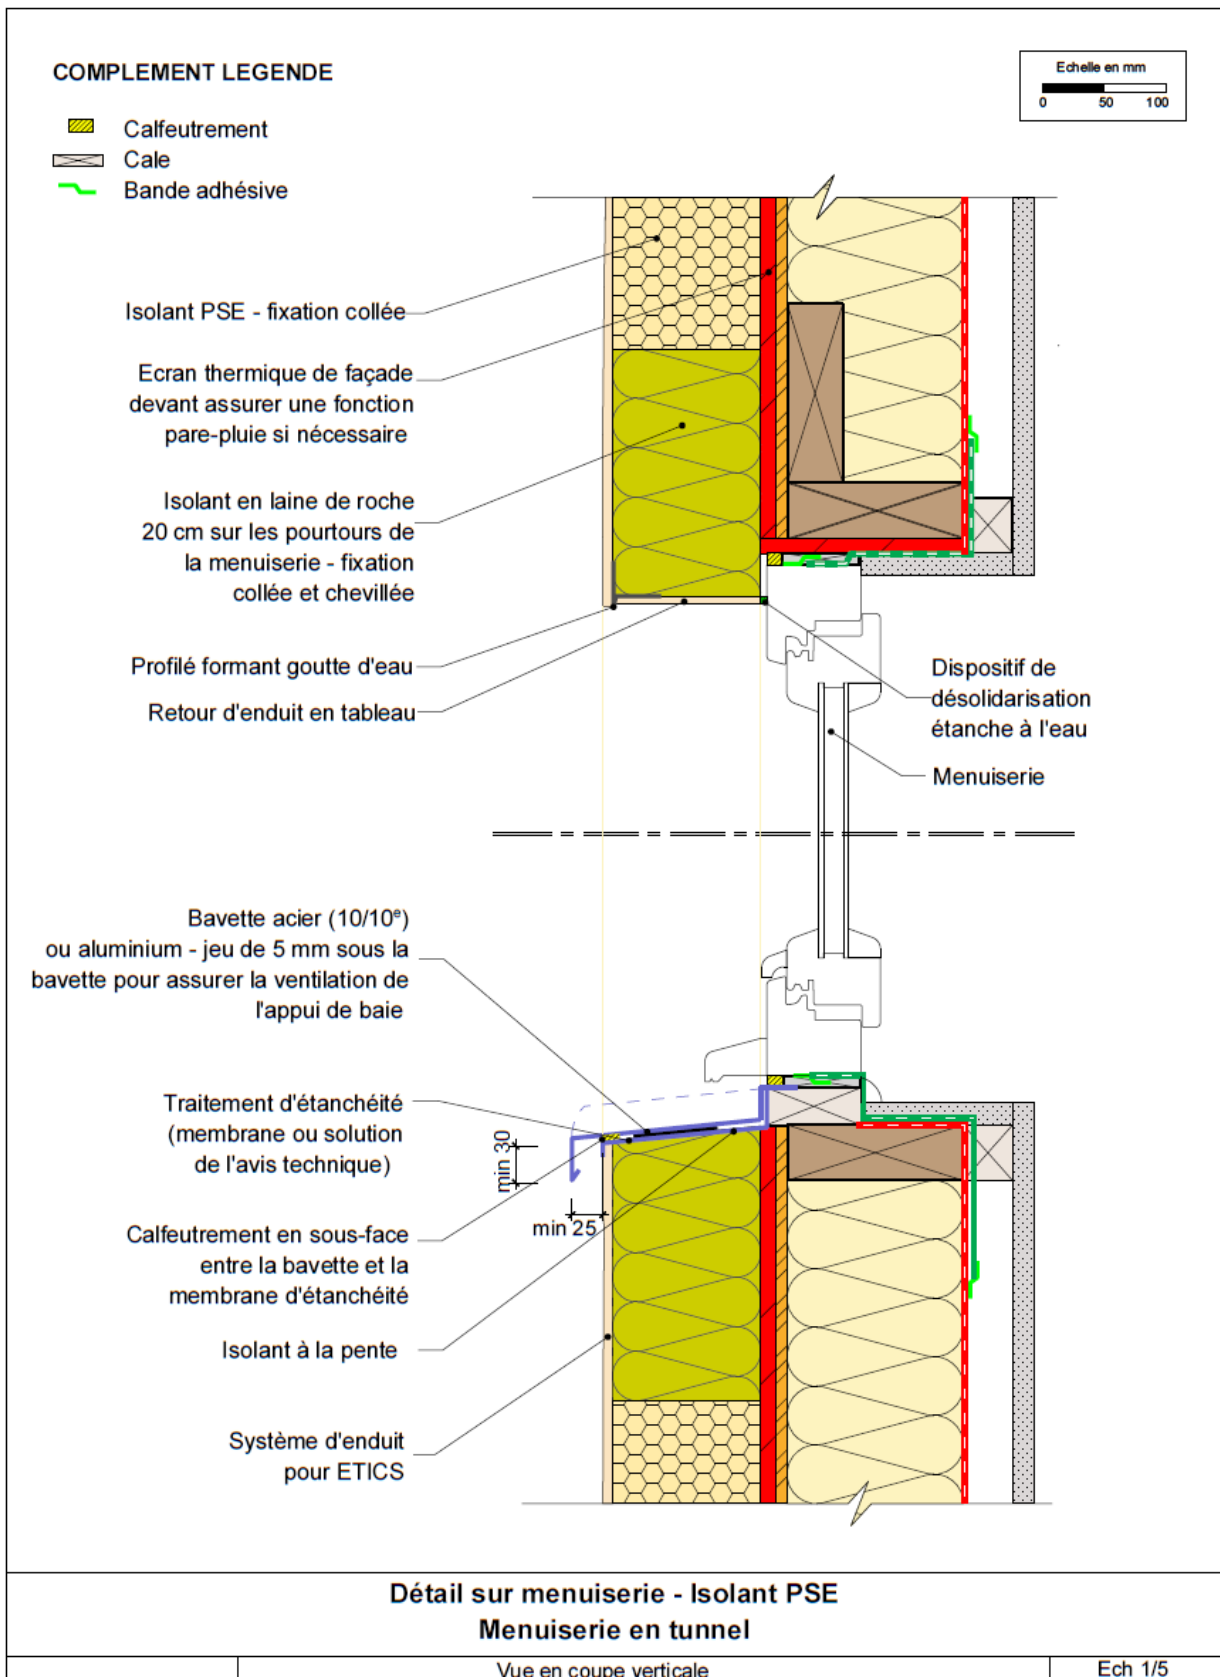 COMPLEMENT LEGENDE
Echelle en mm
0 50 100
Calfeutrement
Cale
Bande adhésive
Isolant PSE - fixation collée
Ecran thermique de façade
devant assurer une fonction
pare-pluie si nécessaire
Isolant en laine de roche
20 cm sur les pourtours de
la menuiserie - fixation
collée et chevillée
Profilé formant goutte d'eau
Retour d'enduit en tableau
Dispositif de
désolidarisation
étanche à l'eau
Menuiserie
Bavette acier (10/10e)
ou aluminium - jeu de 5 mm sous la
bavette pour assurer la ventilation de
l'appui de baie
Traitement d'étanchéité
(membrane ou solution
de l'avis technique)
min 30
min 25
Calfeutrement en sous-face
entre la bavette et la
membrane d'étanchéité
Isolant à la pente
Système d'enduit
pour ETICS
Détail sur menuiserie - Isolant PSE
Menuiserie en tunnel
Vue en coupe verticale
Ech 1/5